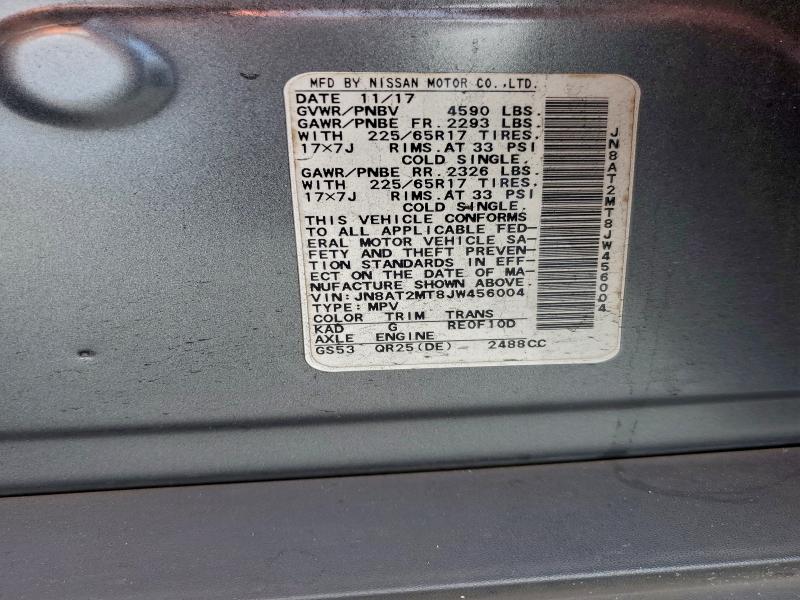 MFD BY NISSAN MOTOR CO.,LTD.
DATE 11/17
GVWR/PNBV 4590 LBS.
GAWR/PNBE FR. 2293 LBS.
WITH 225/65R17 TIRES.
17×7J RIMS.AT 33 PSI
COLD SINGLE.
GAWR/PNBE RR. 2326 LBS.
WITH 225/65R17 TIRES.
17×7J RIMS.AT 33 PSI
COLD SINGLE.
THIS VEHICLE CONFORMS
TO ALL APPLICABLE FED-
ERAL MOTOR VEHICLE SA-
FETY AND THEFT PREVEN-
TION STANDARDS IN EFF-
ECT ON THE DATE OF MA-
NUFACTURE SHOWN ABOVE.
VIN:JN8AT2MT8JW456004
TYPE:MPV
COLOR TRIM TRANS
KAD G RE0F10D
AXLE ENGINE
GS53 QR25(DE) 2488CC
JN8AT2MT8JW456004